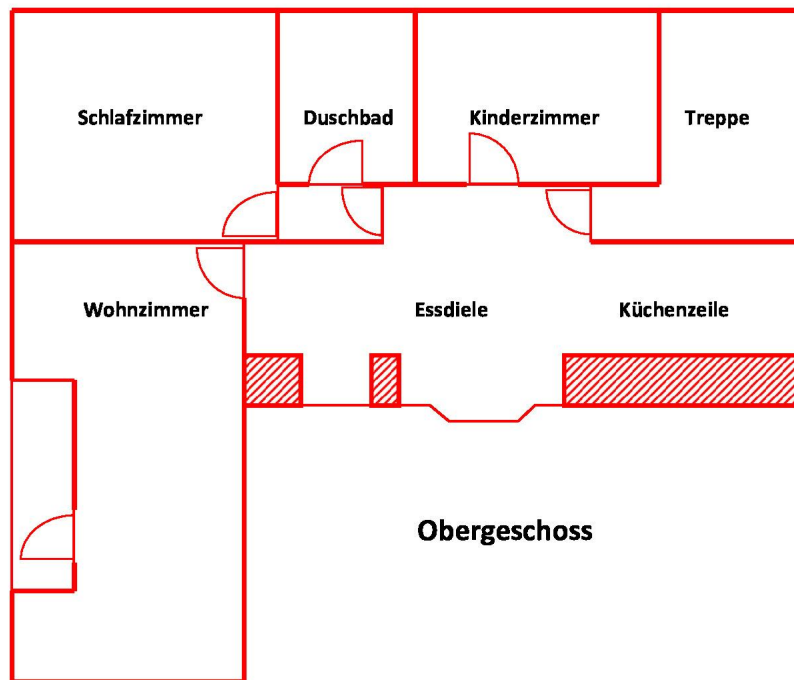 Schlafzimmer
Duschbad
Kinderzimmer
Treppe
Wohnzimmer
Essdiele
Küchenzeile
Obergeschoss